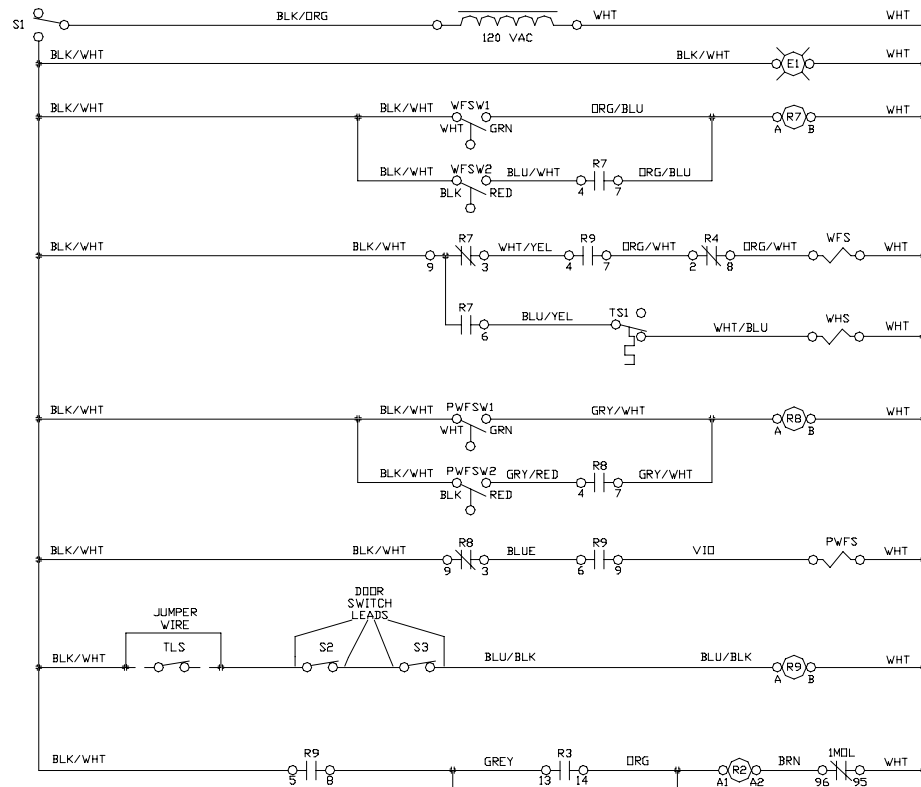 BLK/ORG WHT WHT
S1
120 VAC
BLK/WHT BLK/WHT E1 WHT
BLK/WHT BLK/WHT WFSW1 ORG/BLU R7 WHT
WHT GRN A B
BLK/WHT WFSW2 BLU/WHT R7 ORG/BLU
BLK RED 4 7
BLK/WHT BLK/WHT R7 WHT/YEL R9 ORG/WHT R4 ORG/WHT WFS WHT
9 3 4 7 2 8
R7 BLU/YEL TS1 WHT/BLU WHS WHT
6
BLK/WHT BLK/WHT PWFSW1 GRY/WHT R8 WHT
WHT GRN A B
BLK/WHT PWFSW2 GRY/RED R8 GRY/WHT
BLK RED 4 7
BLK/WHT BLK/WHT R8 BLUE R9 VIO PWFS WHT
9 3 6 9
DOOR
SWITCH
LEADS
JUMPER
WIRE
BLK/WHT TLS S2 S3 BLU/BLK BLU/BLK R9 WHT
A B
BLK/WHT R9 GREY R3 ORG R2 BRN 1MOL WHT
5 8 13 14 A1 A2 96 95